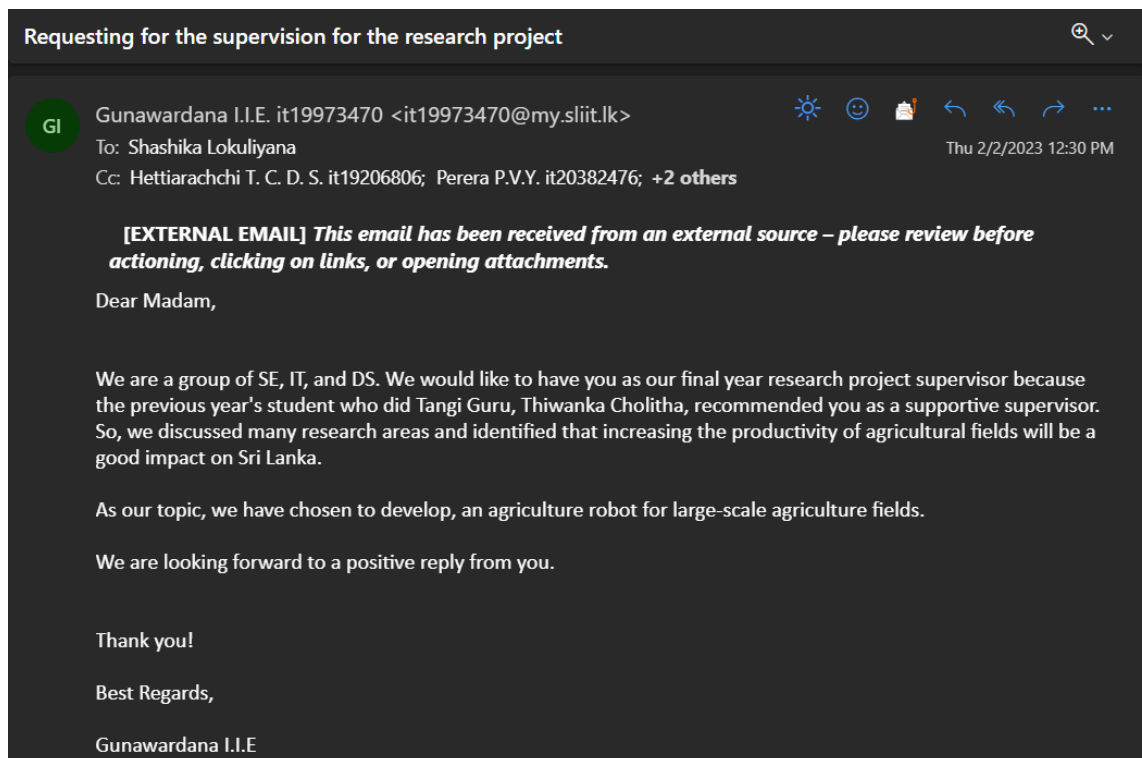 Requesting for the supervision for the research project
GI
Gunawardana I.I.E. it19973470 <it19973470@my.sliit.lk>
To: Shashika Lokuliyana
Thu 2/2/2023 12:30 PM
Cc: Hettiarachchi T. C. D. S. it19206806; Perera P.V.Y. it20382476; +2 others
[EXTERNAL EMAIL] This email has been received from an external source – please review before
actioning, clicking on links, or opening attachments.
Dear Madam,
We are a group of SE, IT, and DS. We would like to have you as our final year research project supervisor because
the previous year's student who did Tangi Guru, Thiwanka Cholitha, recommended you as a supportive supervisor.
So, we discussed many research areas and identified that increasing the productivity of agricultural fields will be a
good impact on Sri Lanka.
As our topic, we have chosen to develop, an agriculture robot for large-scale agriculture fields.
We are looking forward to a positive reply from you.
Thank you!
Best Regards,
Gunawardana I.I.E